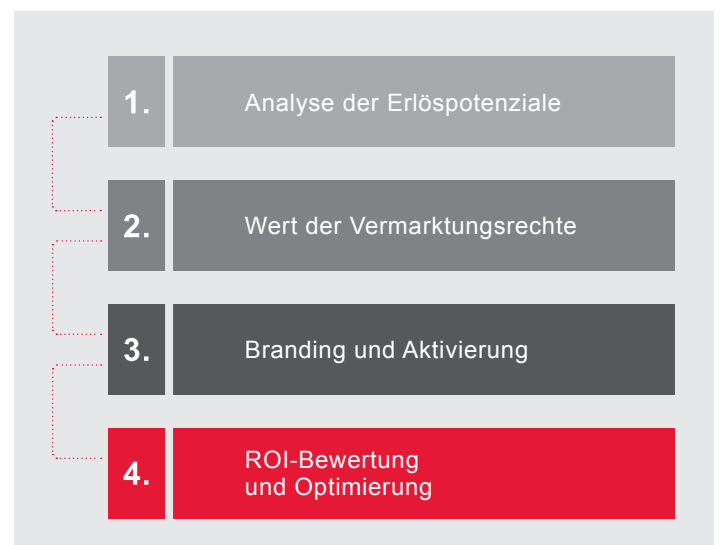 1. Analyse der Erlöspotenziale
2. Wert der Vermarktungsrechte
3. Branding und Aktivierung
4. ROI-Bewertung
und Optimierung